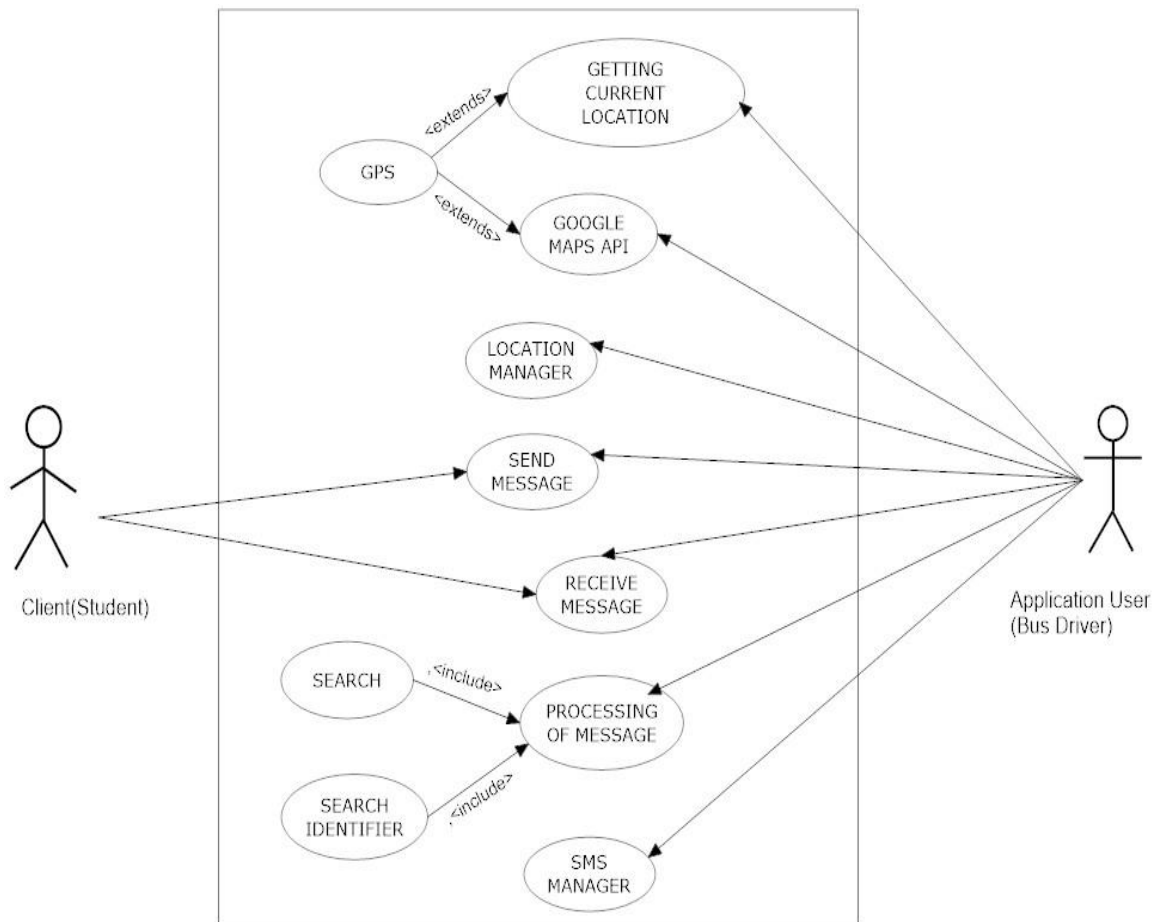 GETTING
CURRENT
LOCATION
<extends>
GPS
<extends>
GOOGLE
MAPS API
LOCATION
MANAGER
SEND
MESSAGE
RECEIVE
MESSAGE
Client(Student)
Application User
(Bus Driver)
SEARCH
,<include>
PROCESSING
OF MESSAGE
SEARCH
IDENTIFIER
,<include>
SMS
MANAGER